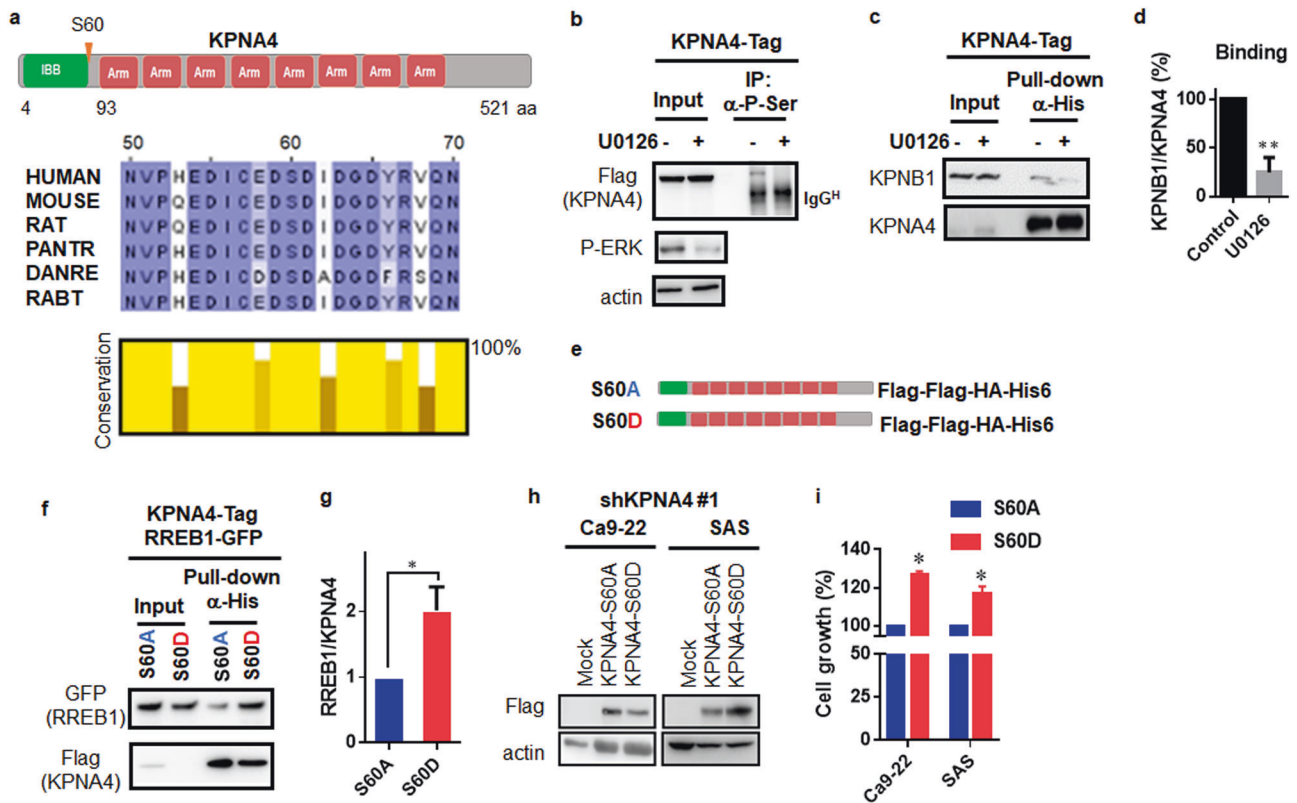 a
S60
KPNA4
IBB
Arm Arm Arm Arm Arm Arm Arm Arm
4 93 521 aa
50 60 70
HUMAN NVPHEDICEDSDIDGDYRVQN
MOUSE NVPQEDICEDSDIDGDYRVQN
RAT NVPQEDICEDSDIDGDYRVQN
PANTR NVPHEDICEDSDIDGDYRVQN
DANRE NVPHEDICDDSDADGDFRSQN
RABT NVPHEDICEDSDIDGDYRVQN
Conservation
100%
b
KPNA4-Tag
IP:
Input α-P-Ser
U0126 - + - +
Flag
(KPNA4)
IgGH
P-ERK
actin
c
KPNA4-Tag
Pull-down
Input α-His
U0126 - + - +
KPNB1
KPNA4
d
Binding
KPNB1/KPNA4 (%)
100
50
0
**
Control
U0126
e
S60A Flag-Flag-HA-His6
S60D Flag-Flag-HA-His6
f
KPNA4-Tag
RREB1-GFP
Pull-down
Input α-His
S60A S60D S60A S60D
GFP
(RREB1)
Flag
(KPNA4)
g
RREB1/KPNA4
2
1
0
*
S60A
S60D
h
shKPNA4 #1
Ca9-22 SAS
Mock KPNA4-S60A KPNA4-S60D Mock KPNA4-S60A KPNA4-S60D
Flag
actin
i
S60A
S60D
Cell growth (%)
140
120
100
50
25
0
* *
Ca9-22
SAS